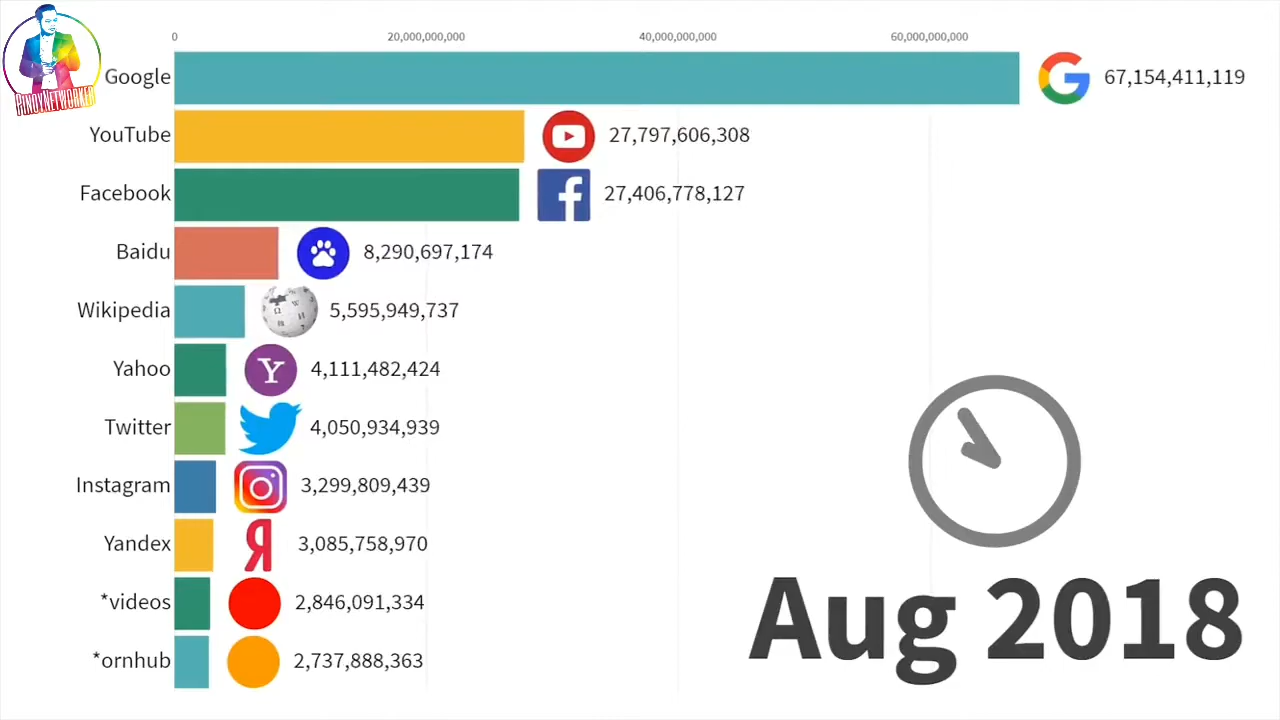 PINOYNETWORKER
0 20,000,000,000 40,000,000,000 60,000,000,000
Google 67,154,411,119
YouTube 27,797,606,308
Facebook f 27,406,778,127
Baidu 8,290,697,174
Wikipedia 5,595,949,737
Yahoo Y 4,111,482,424
Twitter 4,050,934,939
Instagram 3,299,809,439
Yandex Я 3,085,758,970
*videos 2,846,091,334
*ornhub 2,737,888,363
Aug 2018